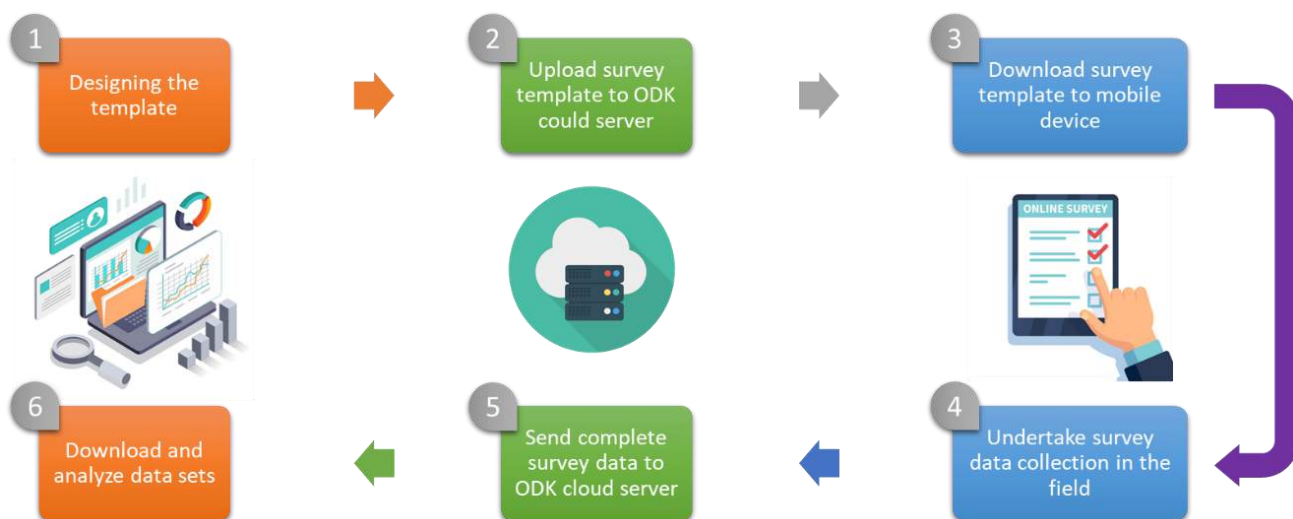 1
Designing the
template
2
Upload survey
template to ODK
could server
3
Download survey
template to mobile
device
ONLINE SURVEY
6
Download and
analyze data sets
5
Send complete
survey data to
ODK cloud server
4
Undertake survey
data collection in the
field